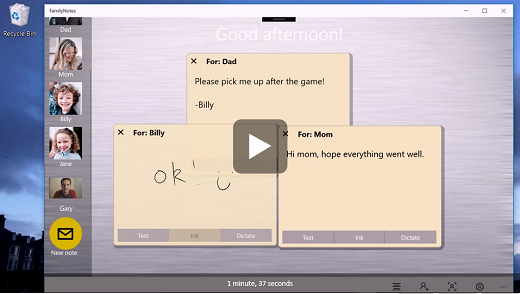 FamilyNotes
Recycle Bin
Dad
Mom
Billy
Jane
Gary
New note
Good afternoon!
For: Dad
Please pick me up after the game!
-Billy
For: Billy
ok! :)
Text Ink Dictate
For: Mom
Hi mom, hope everything went well.
Text Ink Dictate
1 minute, 37 seconds